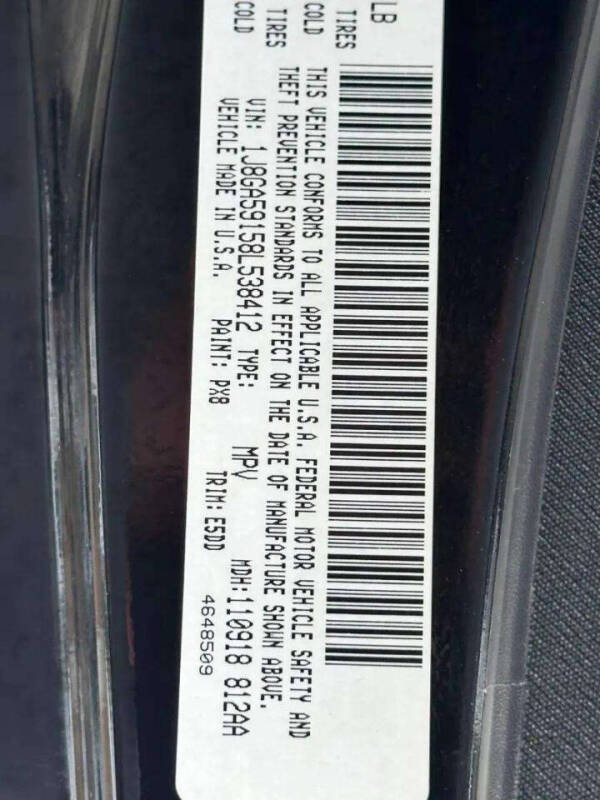 LB
TIRES COLD
TIRES COLD
THIS VEHICLE CONFORMS TO ALL APPLICABLE U.S.A. FEDERAL MOTOR VEHICLE SAFETY AND
THEFT PREVENTION STANDARDS IN EFFECT ON THE DATE OF MANUFACTURE SHOWN ABOVE.
VIN: 1J8GA59158L538412 TYPE: MPV MDH:110918 812AA
VEHICLE MADE IN U.S.A. PAINT: PX8 TRIM: E5DD 4648509